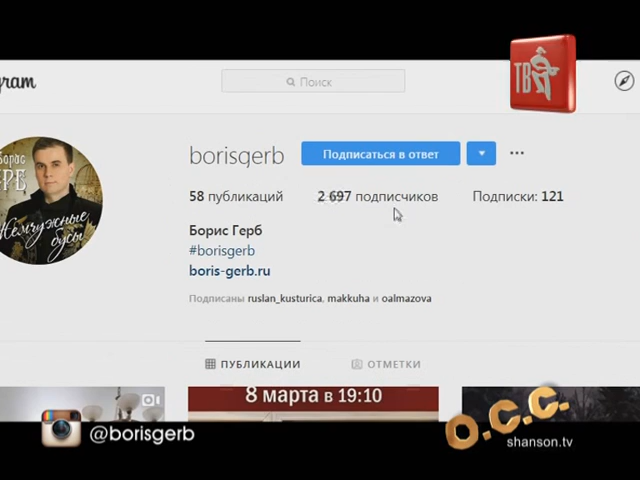 gram
Поиск
ТВ
borisgerb
Подписаться в ответ
58 публикаций
2 697 подписчиков
Подписки: 121
Борис Герб
#borisgerb
boris-gerb.ru
Подписаны ruslan_kusturica, makkuha и oalmazova
Жемчужные
бусы
ПУБЛИКАЦИИ
ОТМЕТКИ
8 марта в 19:10
@borisgerb
О.С.С.
shanson.tv